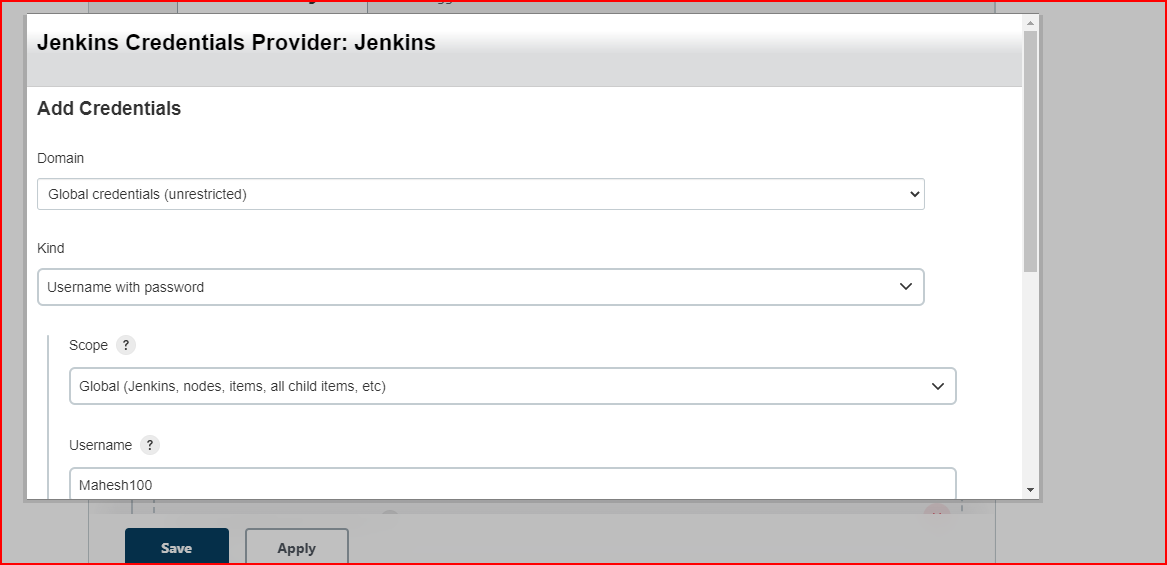 Jenkins Credentials Provider: Jenkins
Add Credentials
Domain
Global credentials (unrestricted)
Kind
Username with password
Scope ?
Global (Jenkins, nodes, items, all child items, etc)
Username ?
Mahesh100
Save Apply